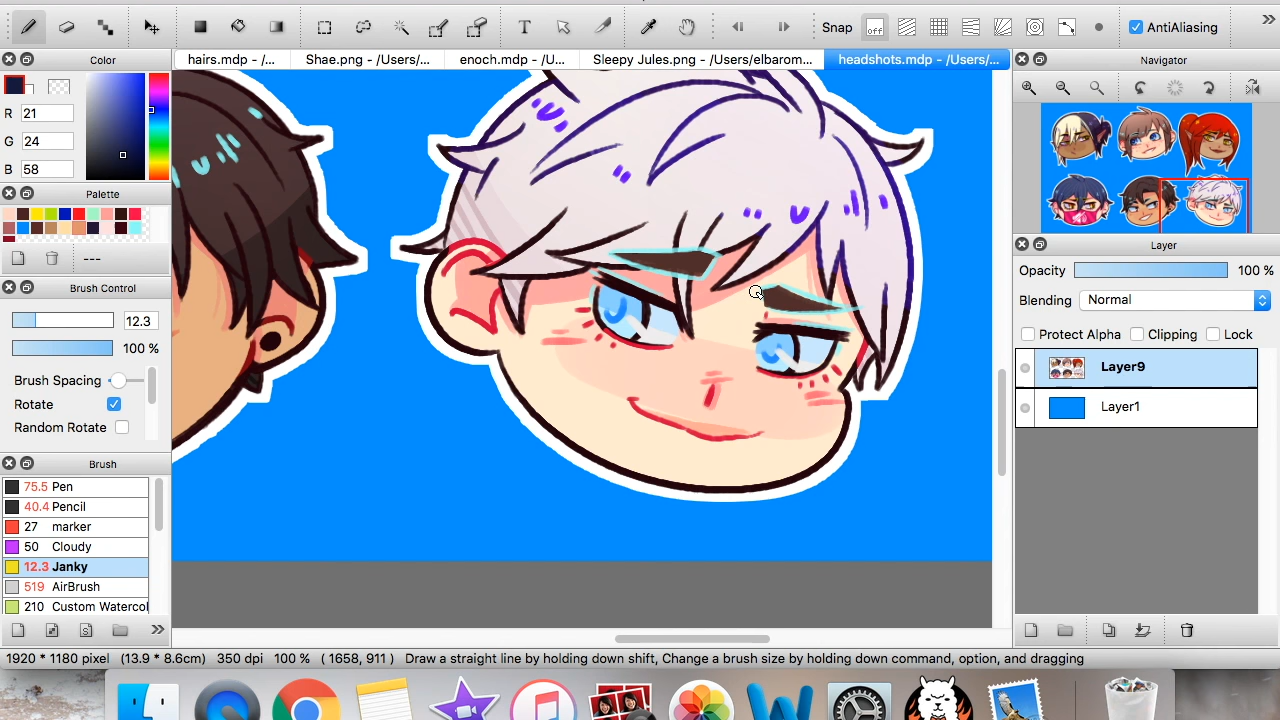 T
Snap
off
AntiAliasing
Color
hairs.mdp - /...
Shae.png - /Users/...
enoch.mdp - /U...
Sleepy Jules.png - /Users/elbarom...
headshots.mdp - /Users/...
Navigator
R 21
G 24
B 58
Palette
---
Brush Control
12.3
100 %
Brush Spacing
Rotate
Random Rotate
Brush
75.5 Pen
40.4 Pencil
27 marker
50 Cloudy
12.3 Janky
519 AirBrush
210 Custom Watercol
Layer
Opacity 100 %
Blending Normal
Protect Alpha Clipping Lock
Layer9
Layer1
1920 * 1180 pixel (13.9 * 8.6cm) 350 dpi 100 % ( 1658, 911 ) Draw a straight line by holding down shift, Change a brush size by holding down command, option, and dragging